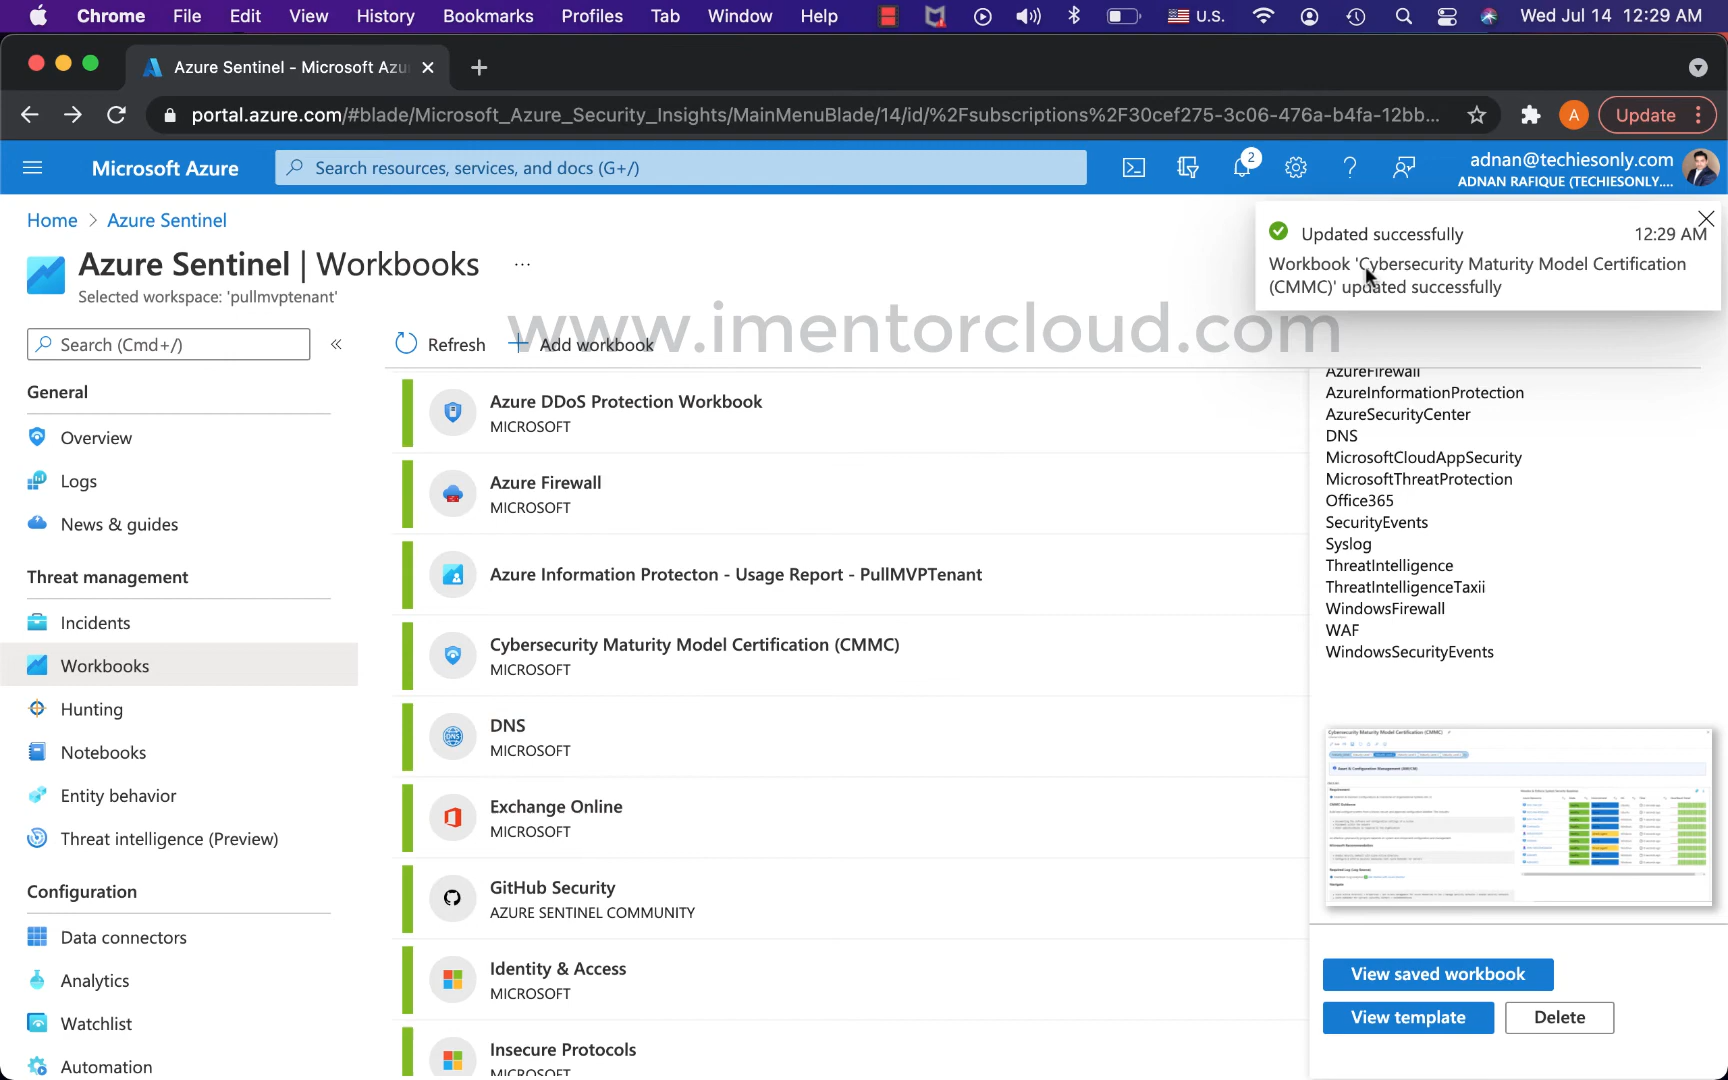 Chrome File Edit View History Bookmarks Profiles Tab Window Help U.S. Wed Jul 14 12:29 AM
Azure Sentinel - Microsoft Azu
portal.azure.com/#blade/Microsoft_Azure_Security_Insights/MainMenuBlade/14/id/%2Fsubscriptions%2F30cef275-3c06-476a-b4fa-12bb... A Update
Microsoft Azure Search resources, services, and docs (G+/) 2 adnan@techiesonly.com
ADNAN RAFIQUE (TECHIESONLY....
Home > Azure Sentinel
Updated successfully 12:29 AM
Workbook 'Cybersecurity Maturity Model Certification
(CMMC)' updated successfully
Azure Sentinel | Workbooks ...
Selected workspace: 'pullmvptenant'
www.imentorcloud.com
Search (Cmd+/) « Refresh + Add workbook
General
Overview
Logs
News & guides
Threat management
Incidents
Workbooks
Hunting
Notebooks
Entity behavior
Threat intelligence (Preview)
Configuration
Data connectors
Analytics
Watchlist
Automation
Azure DDoS Protection Workbook
MICROSOFT
Azure Firewall
MICROSOFT
Azure Information Protecton - Usage Report - PullMVPTenant
Cybersecurity Maturity Model Certification (CMMC)
MICROSOFT
DNS
MICROSOFT
Exchange Online
MICROSOFT
GitHub Security
AZURE SENTINEL COMMUNITY
Identity & Access
MICROSOFT
Insecure Protocols
MICROSOFT
AzureFirewall
AzureInformationProtection
AzureSecurityCenter
DNS
MicrosoftCloudAppSecurity
MicrosoftThreatProtection
Office365
SecurityEvents
Syslog
ThreatIntelligence
ThreatIntelligenceTaxii
WindowsFirewall
WAF
WindowsSecurityEvents
Cybersecurity Maturity Model Certification (CMMC)
View saved workbook
View template Delete